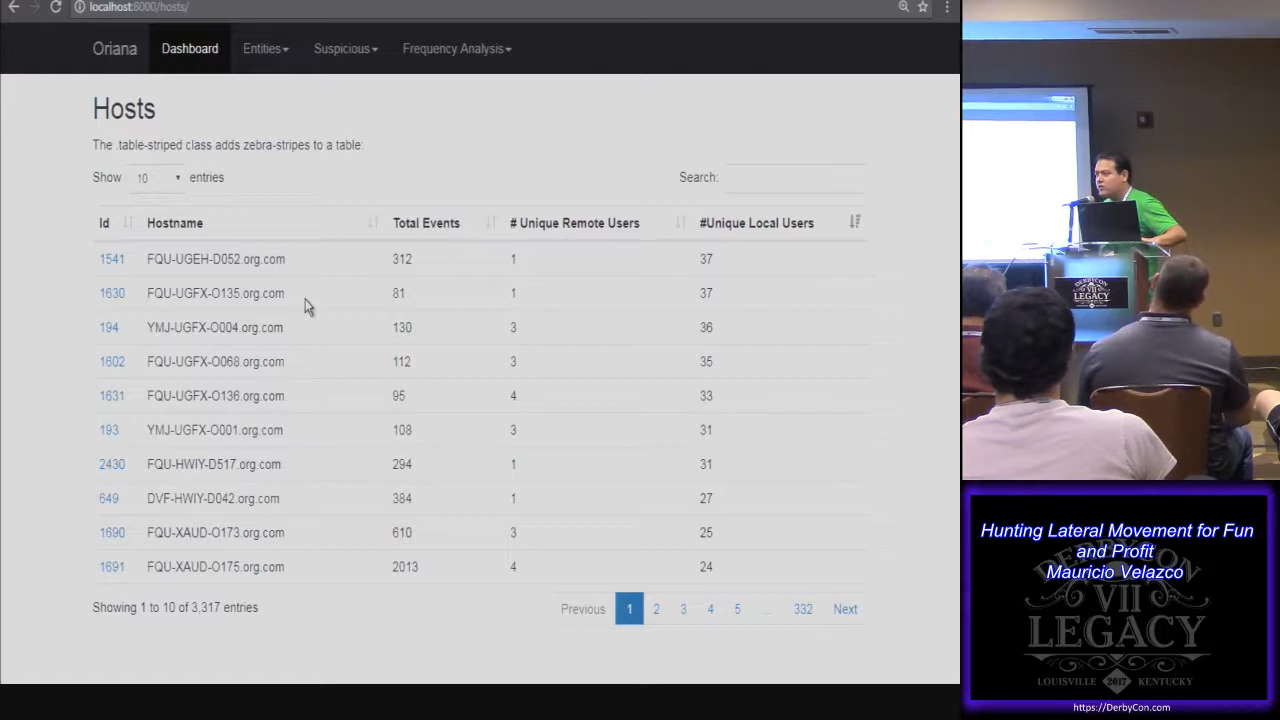 localhost:8000/hosts/
Oriana Dashboard Entities Suspicious Frequency Analysis
Hosts
The .table-striped class adds zebra-stripes to a table:
Show 10 entries Search:
Id Hostname Total Events # Unique Remote Users #Unique Local Users
1541 FQU-UGEH-D052.org.com 312 1 37
1630 FQU-UGFX-O135.org.com 81 1 37
194 YMJ-UGFX-O004.org.com 130 3 36
1602 FQU-UGFX-O068.org.com 112 3 35
1631 FQU-UGFX-O136.org.com 95 4 33
193 YMJ-UGFX-O001.org.com 108 3 31
2430 FQU-HWIY-D517.org.com 294 1 31
649 DVF-HWIY-D042.org.com 384 1 27
1690 FQU-XAUD-O173.org.com 610 3 25
1691 FQU-XAUD-O175.org.com 2013 4 24
Showing 1 to 10 of 3,317 entries Previous 1 2 3 4 5 ... 332 Next
DERBYCON
VII
LEGACY
Hunting Lateral Movement for Fun
and Profit
Mauricio Velazco
DERBYCON
VII
LEGACY
LOUISVILLE 2017 KENTUCKY
https://DerbyCon.com